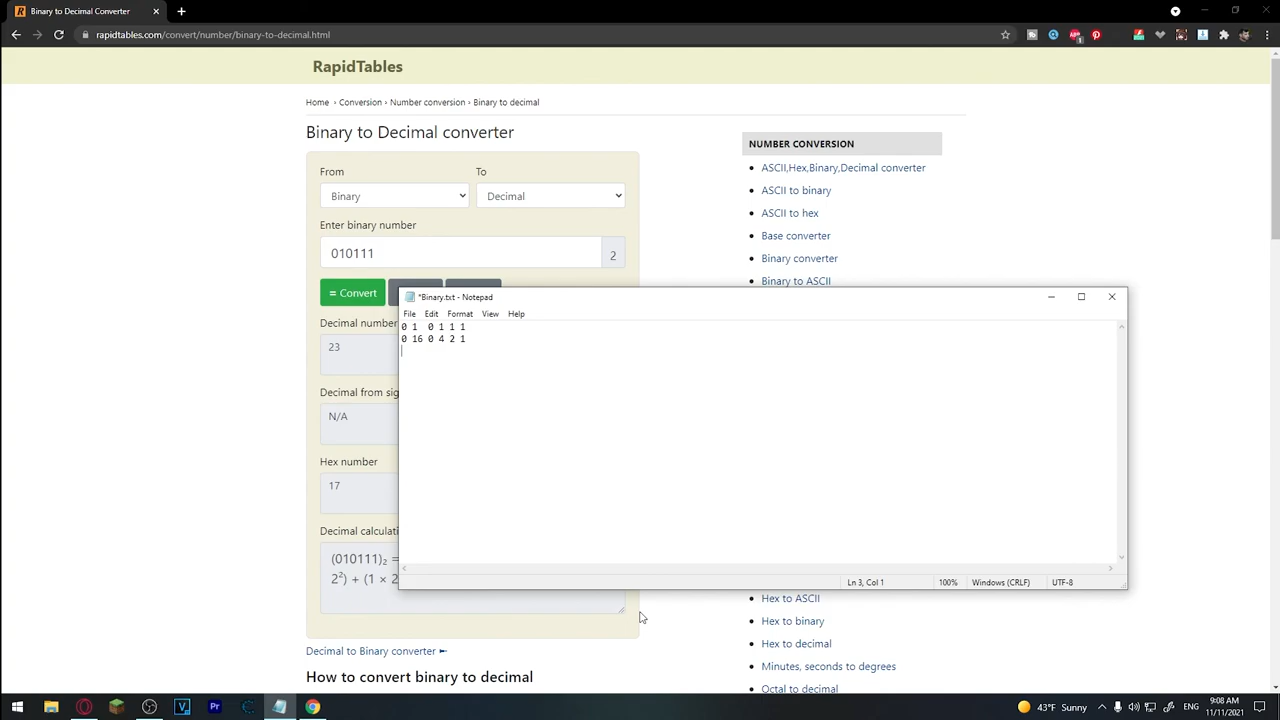 Binary to Decimal Converter
rapidtables.com/convert/number/binary-to-decimal.html
RapidTables
Home › Conversion › Number conversion › Binary to decimal
Binary to Decimal converter
From
To
Binary
Decimal
Enter binary number
010111
2
= Convert
Decimal number
23
Decimal from sig
N/A
Hex number
17
Decimal calculati
(010111)₂ =
2²) + (1 × 2
Decimal to Binary converter ►
How to convert binary to decimal
NUMBER CONVERSION
ASCII,Hex,Binary,Decimal converter
ASCII to binary
ASCII to hex
Base converter
Binary converter
Binary to ASCII
*Binary.txt - Notepad
File Edit Format View Help
0 1  0 1 1 1
0 16 0 4 2 1
Ln 3, Col 1
100%
Windows (CRLF)
UTF-8
Hex to ASCII
Hex to binary
Hex to decimal
Minutes, seconds to degrees
Octal to decimal
43°F Sunny
ENG
9:08 AM
11/11/2021